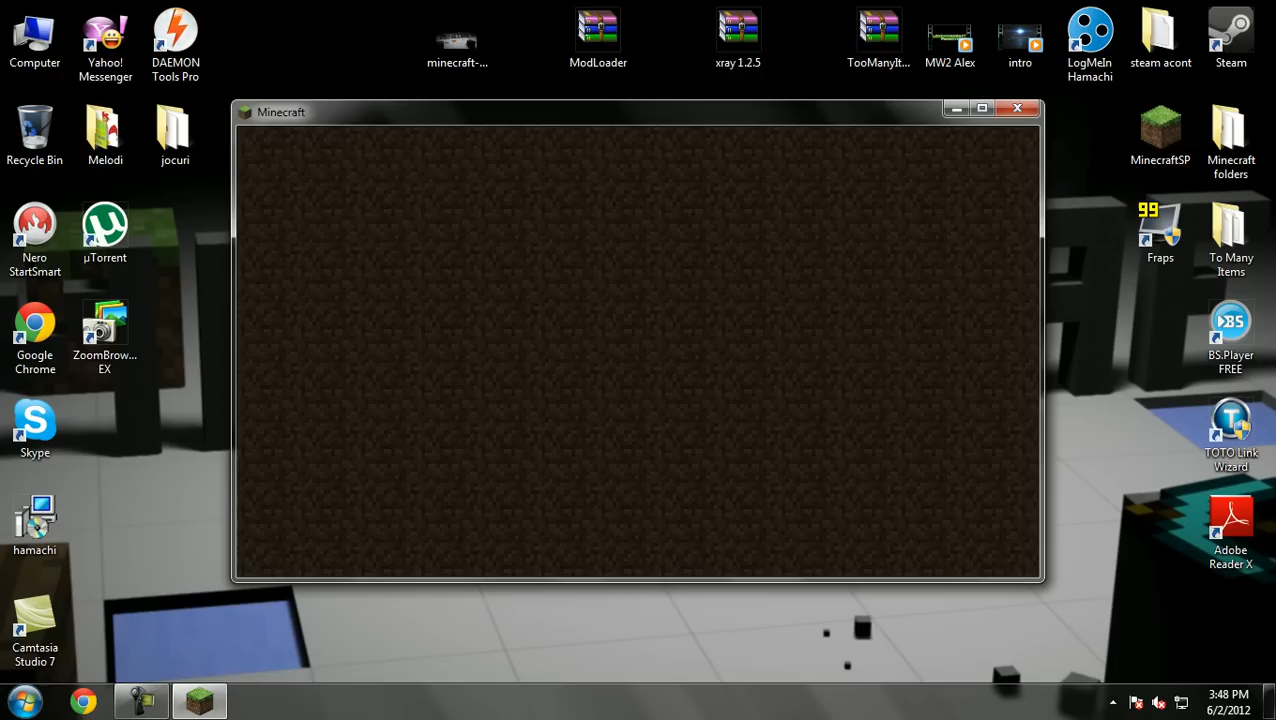 Computer
Yahoo!
Messenger
DAEMON
Tools Pro
minecraft-...
ModLoader
xray 1.2.5
TooManyIt...
MW2 Alex
intro
LogMeIn
Hamachi
steam acont
Steam
Minecraft
Recycle Bin
Melodi
jocuri
MinecraftSP
Minecraft
folders
Nero
StartSmart
µTorrent
99
Fraps
To Many
Items
Google
Chrome
ZoomBrow...
EX
BS
BS.Player
FREE
Skype
TOTO Link
Wizard
hamachi
Adobe
Reader X
Camtasia
Studio 7
3:48 PM
6/2/2012